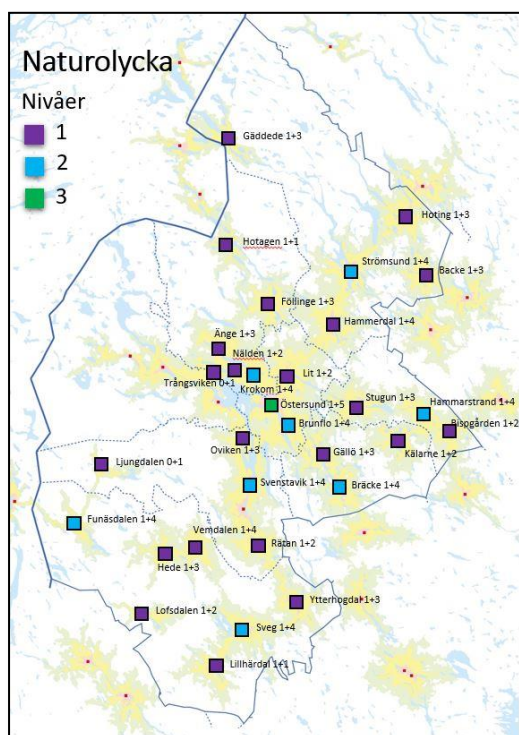 Naturolycka
Nivåer
1
2
3
Gäddede 1+3
Hoting 1+3
Hotagen 1+1
Strömsund 1+4
Backe 1+3
Föllinge 1+3
Hammerdal 1+4
Änge 1+3
Nälden 1+2
Trångsviken 0+1
Krokom 1+4
Lit 1+2
Stugun 1+3
Hammarstrand 1+4
Östersund 1+5
Bispgården 1+2
Brunflo 1+4
Oviken 1+3
Gällö 1+3
Kälarne 1+2
Ljungdalen 0+1
Svenstavik 1+4
Bräcke 1+4
Funäsdalen 1+4
Vemdalen 1+4
Rätan 1+2
Hede 1+3
Ytterhogdal 1+3
Lofsdalen 1+2
Sveg 1+4
Lillhärdal 1+1